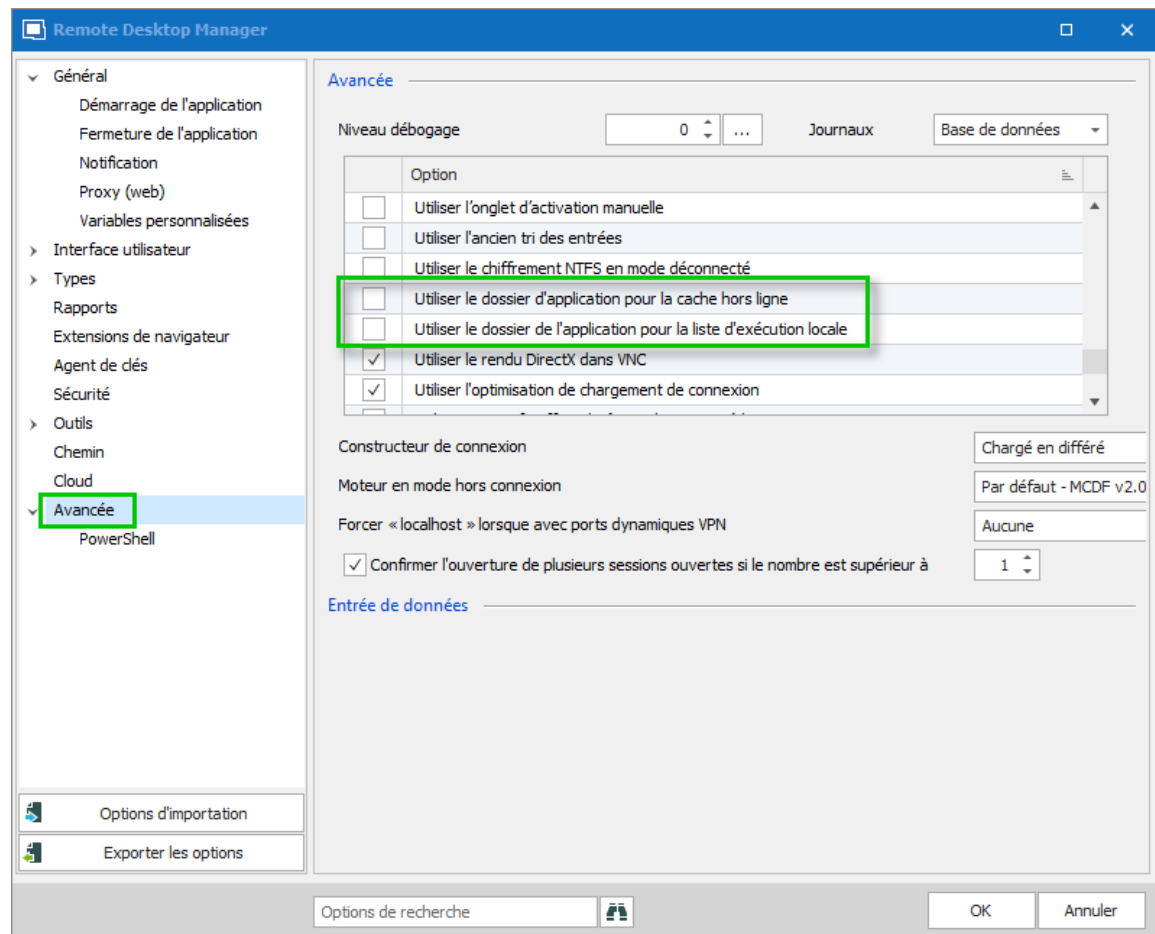 Remote Desktop Manager
Général
Démarrage de l'application
Fermeture de l'application
Notification
Proxy (web)
Variables personnalisées
Interface utilisateur
Types
Rapports
Extensions de navigateur
Agent de clés
Sécurité
Outils
Chemin
Cloud
Avancée
PowerShell
Options d'importation
Exporter les options
Avancée
Niveau débogage 0 ... Journaux Base de données
Option
Utiliser l’onglet d’activation manuelle
Utiliser l'ancien tri des entrées
Utiliser le chiffrement NTFS en mode déconnecté
Utiliser le dossier d'application pour la cache hors ligne
Utiliser le dossier de l'application pour la liste d'exécution locale
Utiliser le rendu DirectX dans VNC
Utiliser l'optimisation de chargement de connexion
Constructeur de connexion Chargé en différé
Moteur en mode hors connexion Par défaut - MCDF v2.0
Forcer « localhost » lorsque avec ports dynamiques VPN Aucune
Confirmer l'ouverture de plusieurs sessions ouvertes si le nombre est supérieur à 1
Entrée de données
Options de recherche
OK Annuler